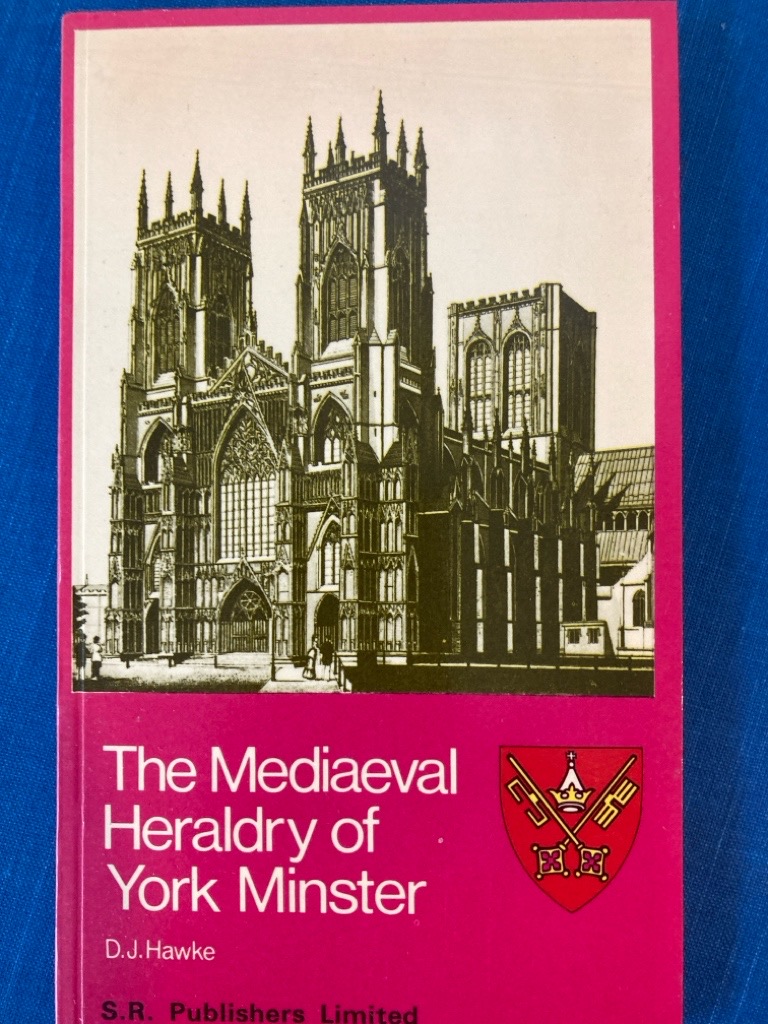 The Mediaeval
Heraldry of
York Minster
D.J.Hawke
S.R. Publishers Limited